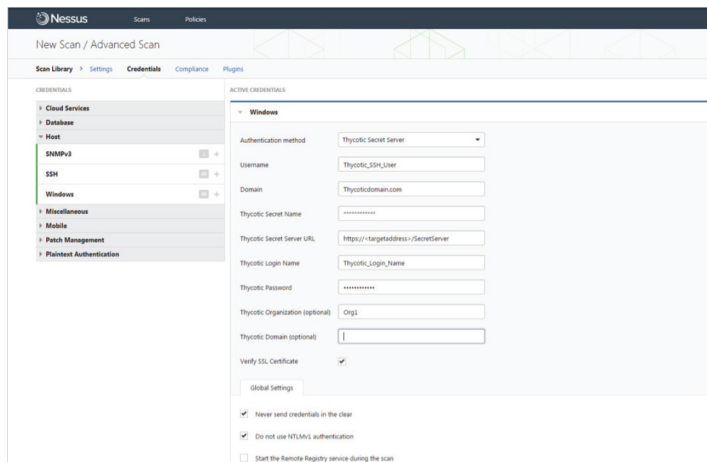 Nessus Scans Policies
New Scan / Advanced Scan
Scan Library Settings Credentials Compliance Plugins
CREDENTIALS
Cloud Services
Database
Host
SNMPv3
SSH
Windows
Miscellaneous
Mobile
Patch Management
Plaintext Authentication
ACTIVE CREDENTIALS
Windows
Authentication method Thycotic Secret Server
Username Thycotic_SSH_User
Domain Thycoticdomain.com
Thycotic Secret Name ************
Thycotic Secret Server URL https://<targetaddress>/SecretServer
Thycotic Login Name Thycotic_Login_Name
Thycotic Password ************
Thycotic Organization (optional) Org1
Thycotic Domain (optional)
Verify SSL Certificate
Global Settings
Never send credentials in the clear
Do not use NTLMv1 authentication
Start the Remote Registry service during the scan